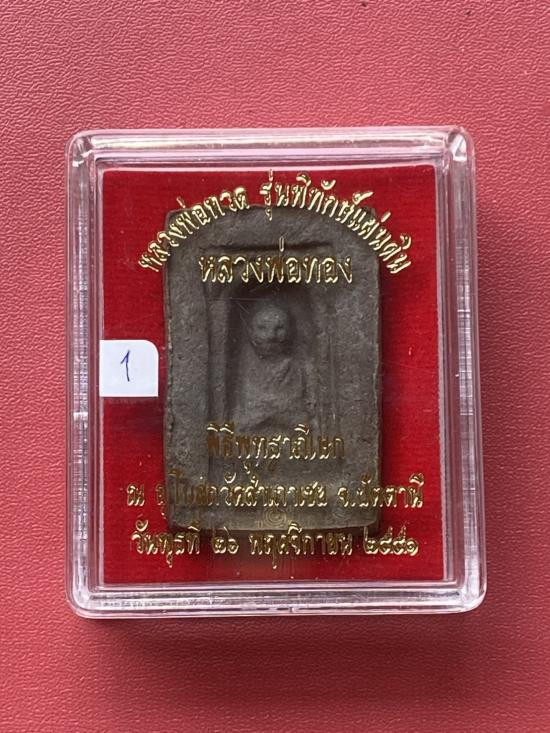 หลวงพ่อทวด รุ่นพิทักษ์แผ่นดิน
หลวงพ่อทอง
1
พิธีพุทธาภิเษก
ณ อุโบสถวัดสำเภาเชย จ.ปัตตานี
วันพุธที่ ๒๖ พฤศจิกายน ๒๕๕๑